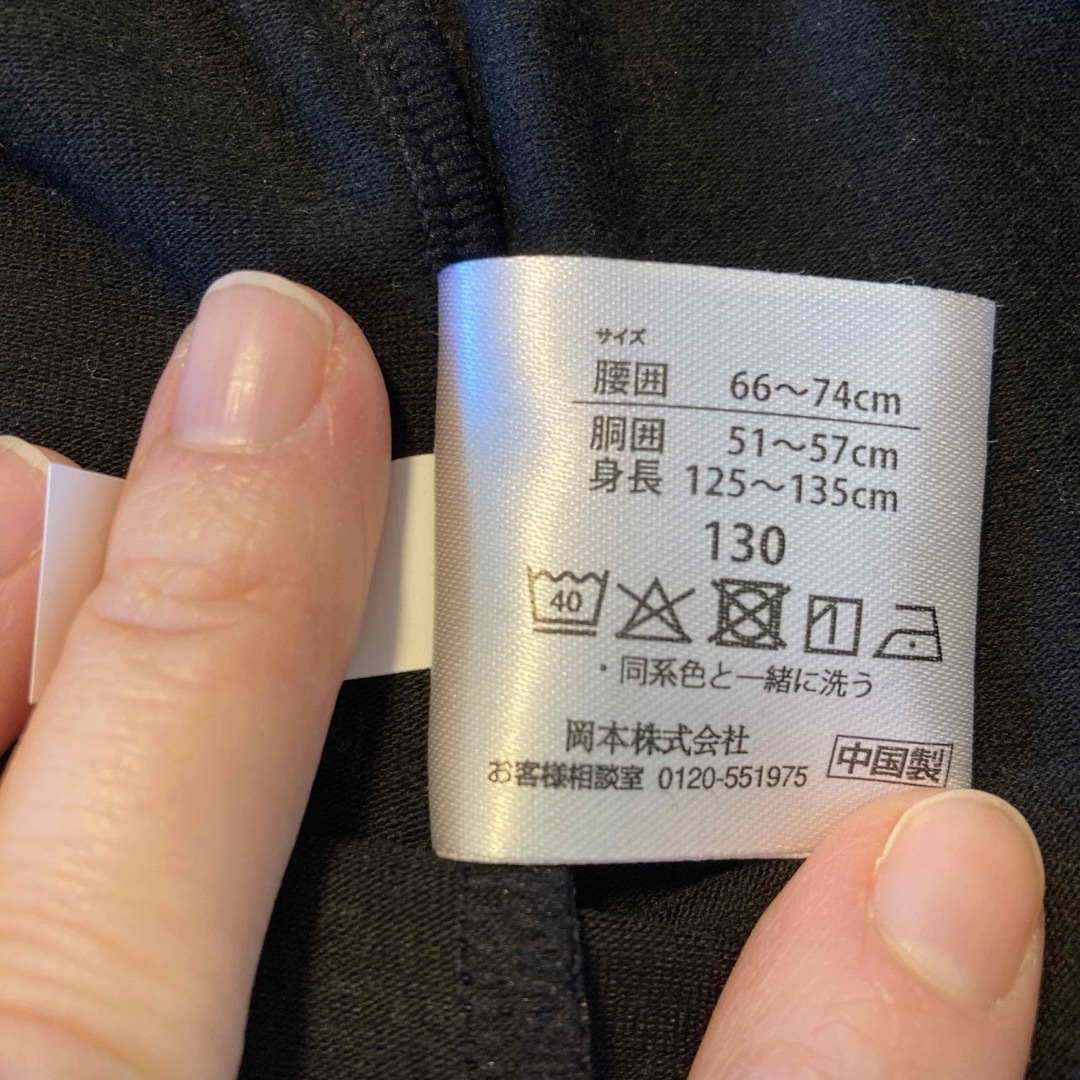 サイズ
腰囲 66～74cm
胴囲 51～57cm
身長 125～135cm
130
40
・同系色と一緒に洗う
岡本株式会社
お客様相談室 0120-551975
中国製